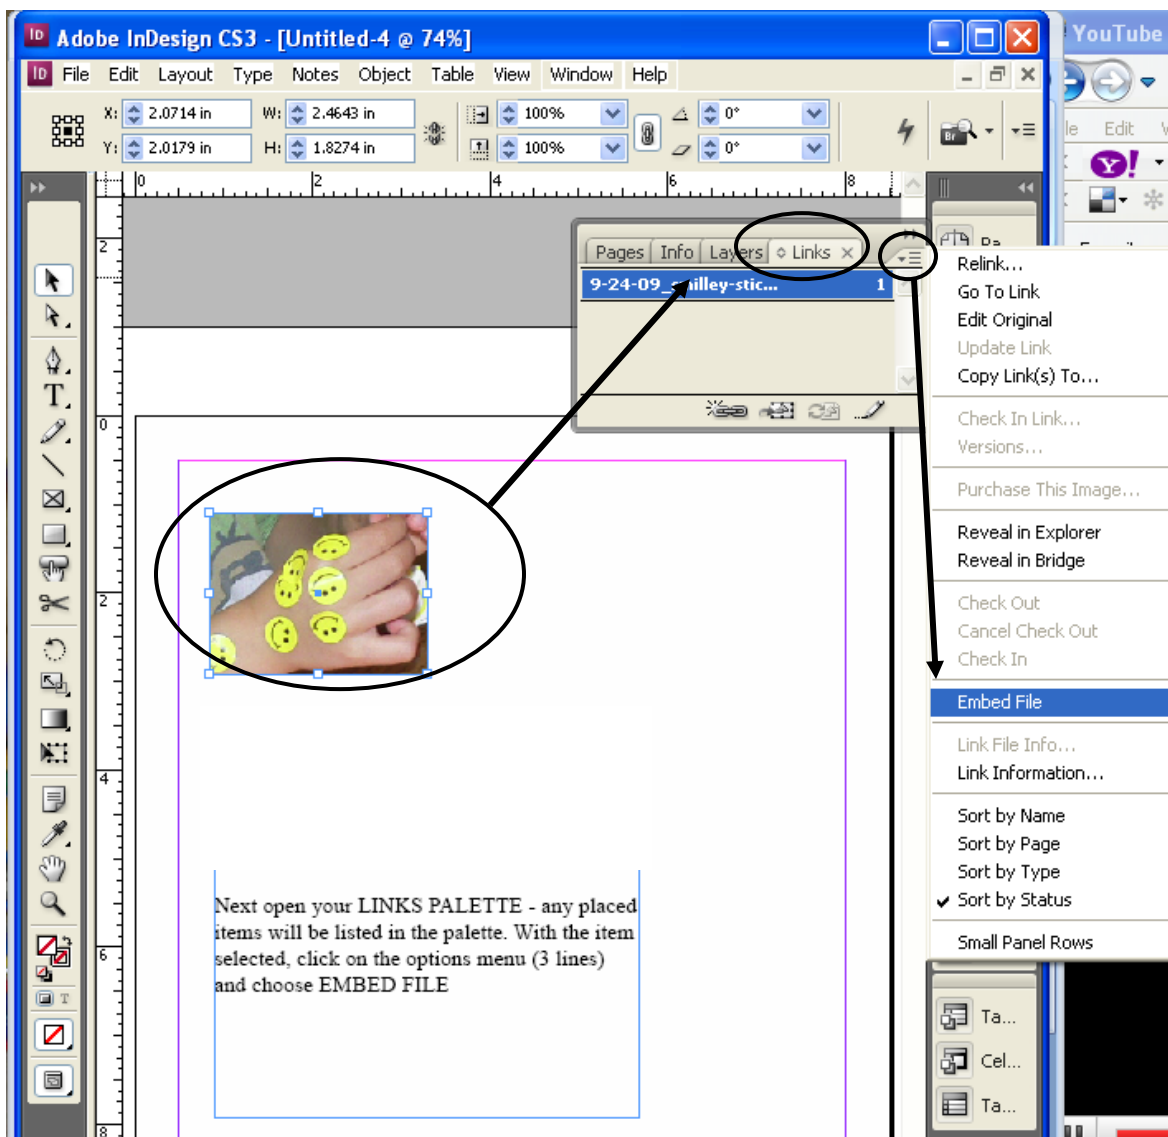 Adobe InDesign CS3 - [Untitled-4 @ 74%]
YouTube
File Edit Layout Type Notes Object Table View Window Help
X: 2.0714 in W: 2.4643 in 100% 0°
Y: 2.0179 in H: 1.8274 in 100% 0°
Br
Edit
0 2 4 6 8
Pages Info Layers Links
9-24-09_smilley-stic... 1
Relink...
Go To Link
Edit Original
Update Link
Copy Link(s) To...
Check In Link...
Versions...
Purchase This Image...
Reveal in Explorer
Reveal in Bridge
Check Out
Cancel Check Out
Check In
Embed File
Link File Info...
Link Information...
Sort by Name
Sort by Page
Sort by Type
Sort by Status
Small Panel Rows
2
0
2
4
6
8
Next open your LINKS PALETTE - any placed
items will be listed in the palette. With the item
selected, click on the options menu (3 lines)
and choose EMBED FILE
Ta...
Cel...
Ta...